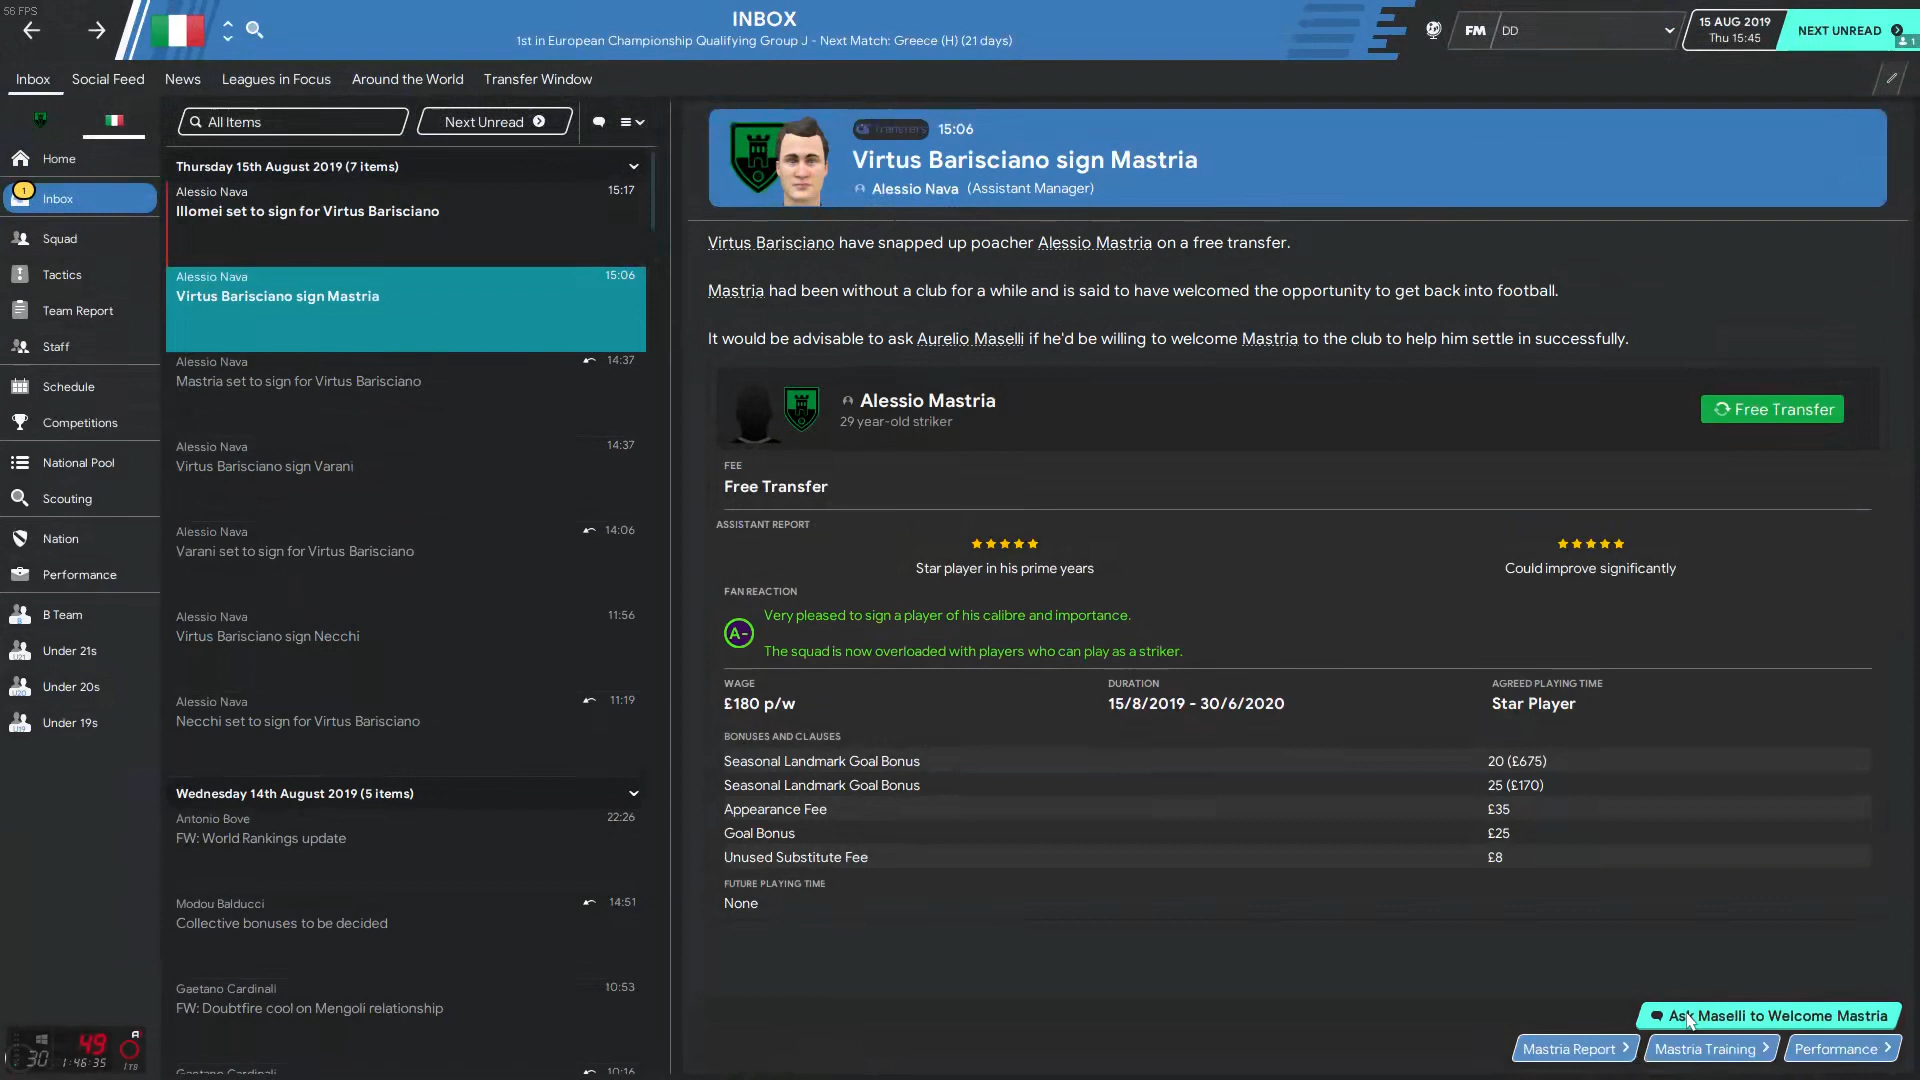 56 FPS
INBOX
1st in European Championship Qualifying Group J - Next Match: Greece (H) (21 days)
FM DD
15 AUG 2019
Thu 15:45
NEXT UNREAD
1
Inbox Social Feed News Leagues in Focus Around the World Transfer Window
Home
1
Inbox
Squad
Tactics
Team Report
Staff
Schedule
Competitions
National Pool
Scouting
Nation
Performance
B Team
Under 21s
Under 20s
Under 19s
30 49 1:46:35
1TB
All Items
Next Unread
Thursday 15th August 2019 (7 items)
Alessio Nava 15:17
Illomei set to sign for Virtus Barisciano
Alessio Nava 15:06
Virtus Barisciano sign Mastria
Alessio Nava 14:37
Mastria set to sign for Virtus Barisciano
Alessio Nava 14:37
Virtus Barisciano sign Varani
Alessio Nava 14:06
Varani set to sign for Virtus Barisciano
Alessio Nava 11:56
Virtus Barisciano sign Necchi
Alessio Nava 11:19
Necchi set to sign for Virtus Barisciano
Wednesday 14th August 2019 (5 items)
Antonio Bove 22:26
FW: World Rankings update
Modou Balducci 14:51
Collective bonuses to be decided
Gaetano Cardinali 10:53
FW: Doubtfire cool on Mengoli relationship
Gaetano Cardinali 10:16
Transfers 15:06
Virtus Barisciano sign Mastria
Alessio Nava (Assistant Manager)
Virtus Barisciano have snapped up poacher Alessio Mastria on a free transfer.
Mastria had been without a club for a while and is said to have welcomed the opportunity to get back into football.
It would be advisable to ask Aurelio Maselli if he'd be willing to welcome Mastria to the club to help him settle in successfully.
Alessio Mastria
29 year-old striker
Free Transfer
FEE
Free Transfer
ASSISTANT REPORT
Star player in his prime years
Could improve significantly
FAN REACTION
A-
Very pleased to sign a player of his calibre and importance.
The squad is now overloaded with players who can play as a striker.
WAGE
£180 p/w
DURATION
15/8/2019 - 30/6/2020
AGREED PLAYING TIME
Star Player
BONUSES AND CLAUSES
Seasonal Landmark Goal Bonus 20 (£675)
Seasonal Landmark Goal Bonus 25 (£170)
Appearance Fee £35
Goal Bonus £25
Unused Substitute Fee £8
FUTURE PLAYING TIME
None
Ask Maselli to Welcome Mastria
Mastria Report
Mastria Training
Performance